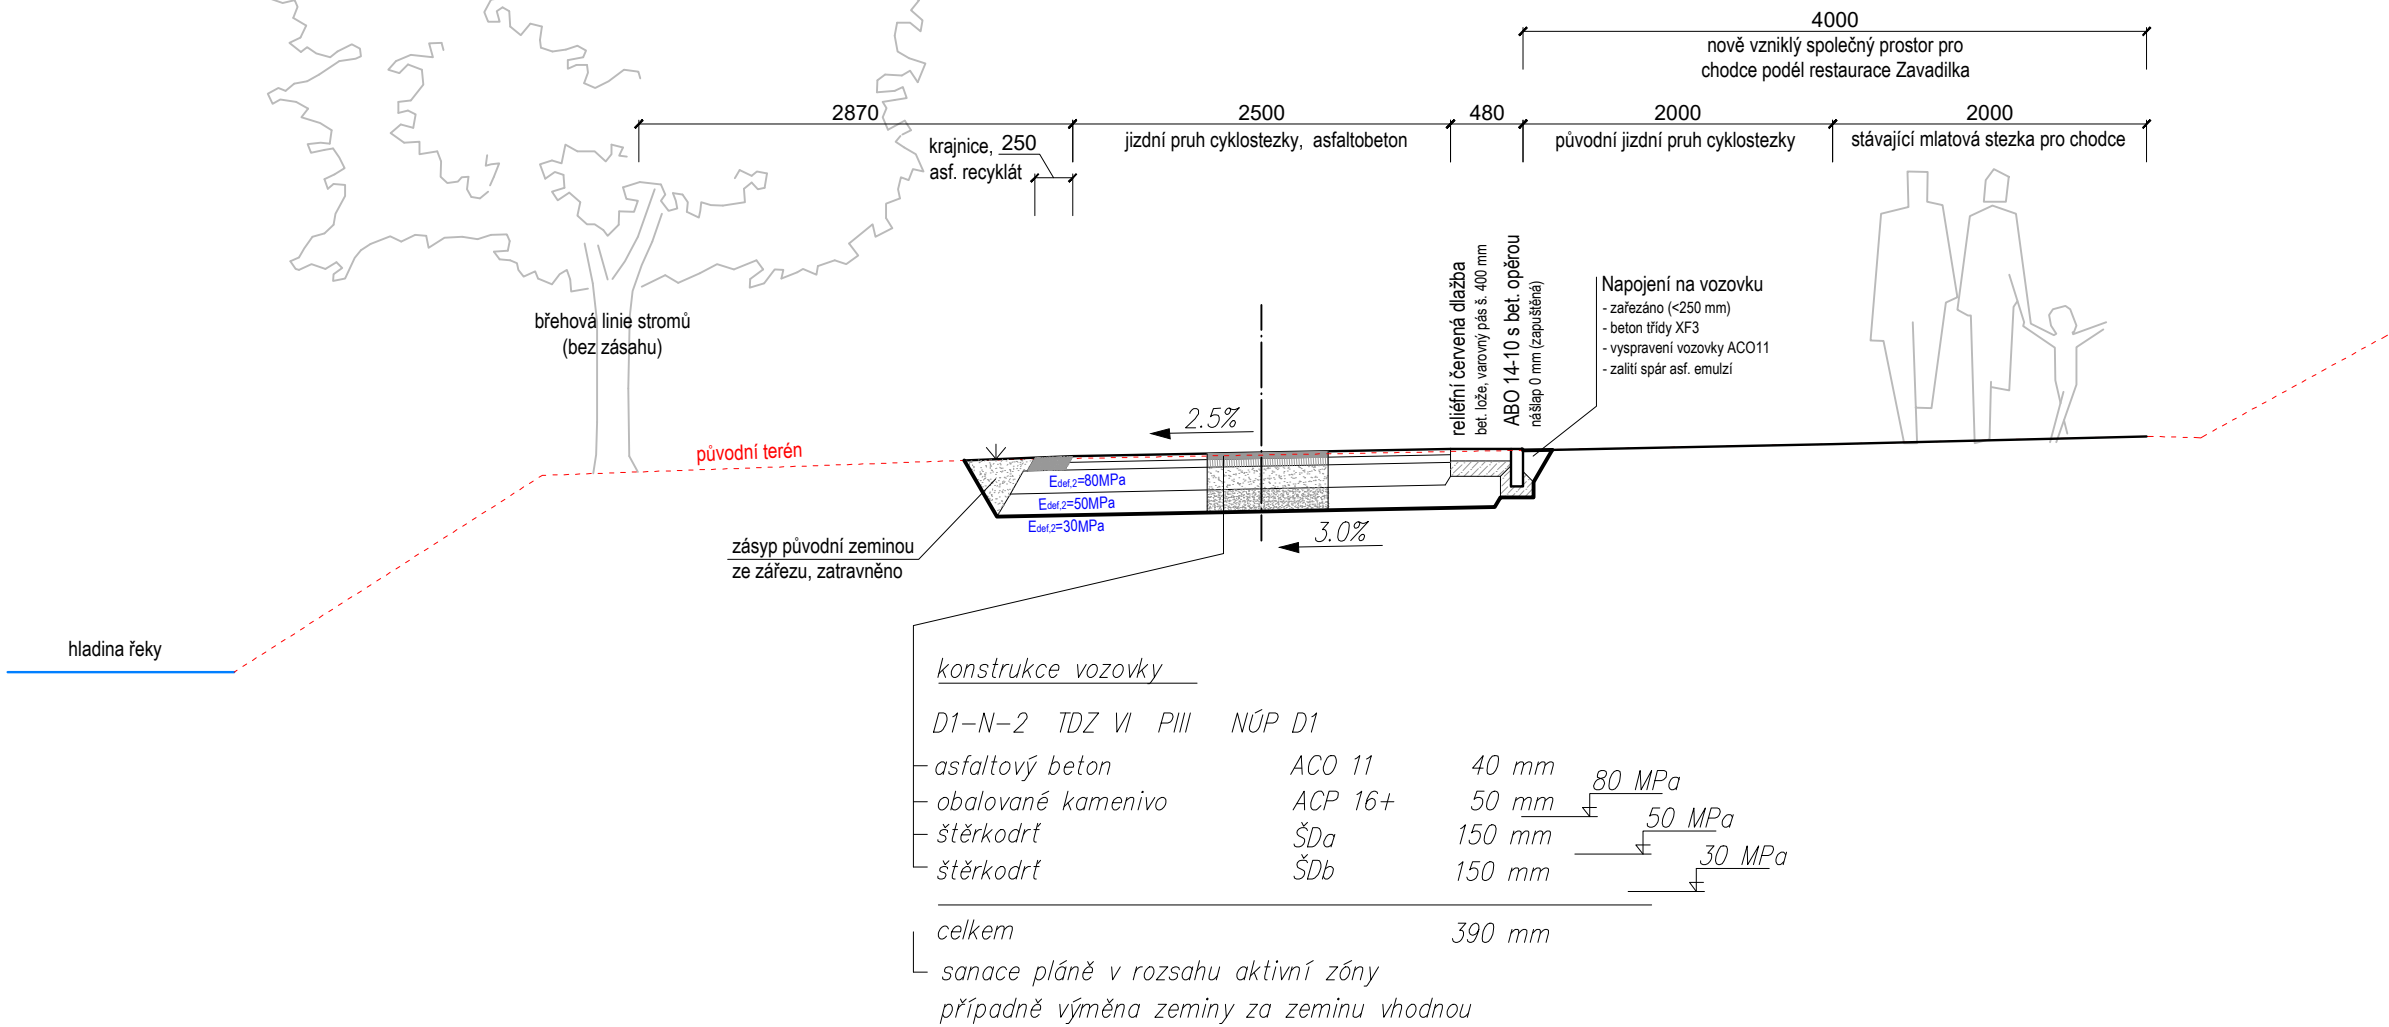 4000
nově vzniklý společný prostor pro
chodce podél restaurace Zavadilka
2870
2500
480
2000
2000
krajnice, 250
asf. recyklát
jizdní pruh cyklostezky, asfaltobeton
původní jizdní pruh cyklostezky
stávající mlatová stezka pro chodce
reliéfní červená dlažba
bet. lože, varovný pás š. 400 mm
ABO 14-10 s bet. opěrou
nášlap 0 mm (zapuštěná)
Napojení na vozovku
- zařezáno (<250 mm)
- beton třídy XF3
- vyspravení vozovky ACO11
- zalití spár asf. emulzí
břehová linie stromů
(bez zásahu)
2.5%
původní terén
Edef,2=80MPa
Edef,2=50MPa
Edef,2=30MPa
3.0%
zásyp původní zeminou
ze zářezu, zatravněno
hladina řeky
konstrukce vozovky
D1-N-2 TDZ VI PIII NÚP D1
asfaltový beton ACO 11 40 mm
80 MPa
obalované kamenivo ACP 16+ 50 mm
50 MPa
štěrkodrť ŠDa 150 mm
30 MPa
štěrkodrť ŠDb 150 mm
celkem 390 mm
sanace pláně v rozsahu aktivní zóny
případně výměna zeminy za zeminu vhodnou